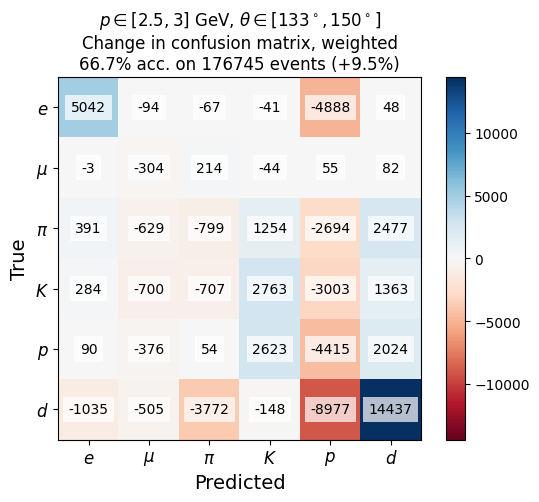 p ∈ [2.5, 3] GeV, θ ∈ [133°, 150°]
Change in confusion matrix, weighted
66.7% acc. on 176745 events (+9.5%)
True
e 5042 -94 -67 -41 -4888 48
μ -3 -304 214 -44 55 82
π 391 -629 -799 1254 -2694 2477
K 284 -700 -707 2763 -3003 1363
p 90 -376 54 2623 -4415 2024
d -1035 -505 -3772 -148 -8977 14437
e μ π K p d
Predicted
10000
5000
0
−5000
−10000